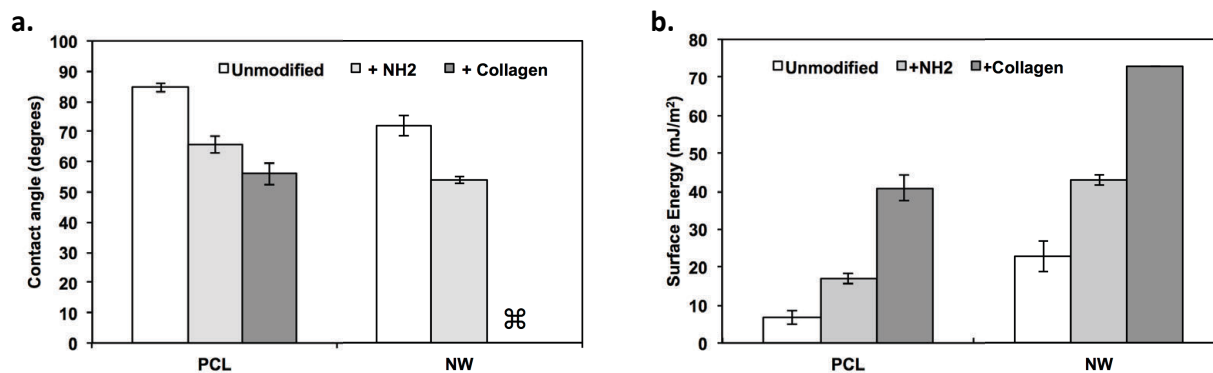 a.
Contact angle (degrees)
100
90
80
70
60
50
40
30
20
10
0
Unmodified + NH2 + Collagen
⌘
PCL NW
b.
Surface Energy (mJ/m²)
80
70
60
50
40
30
20
10
0
Unmodified +NH2 +Collagen
PCL NW